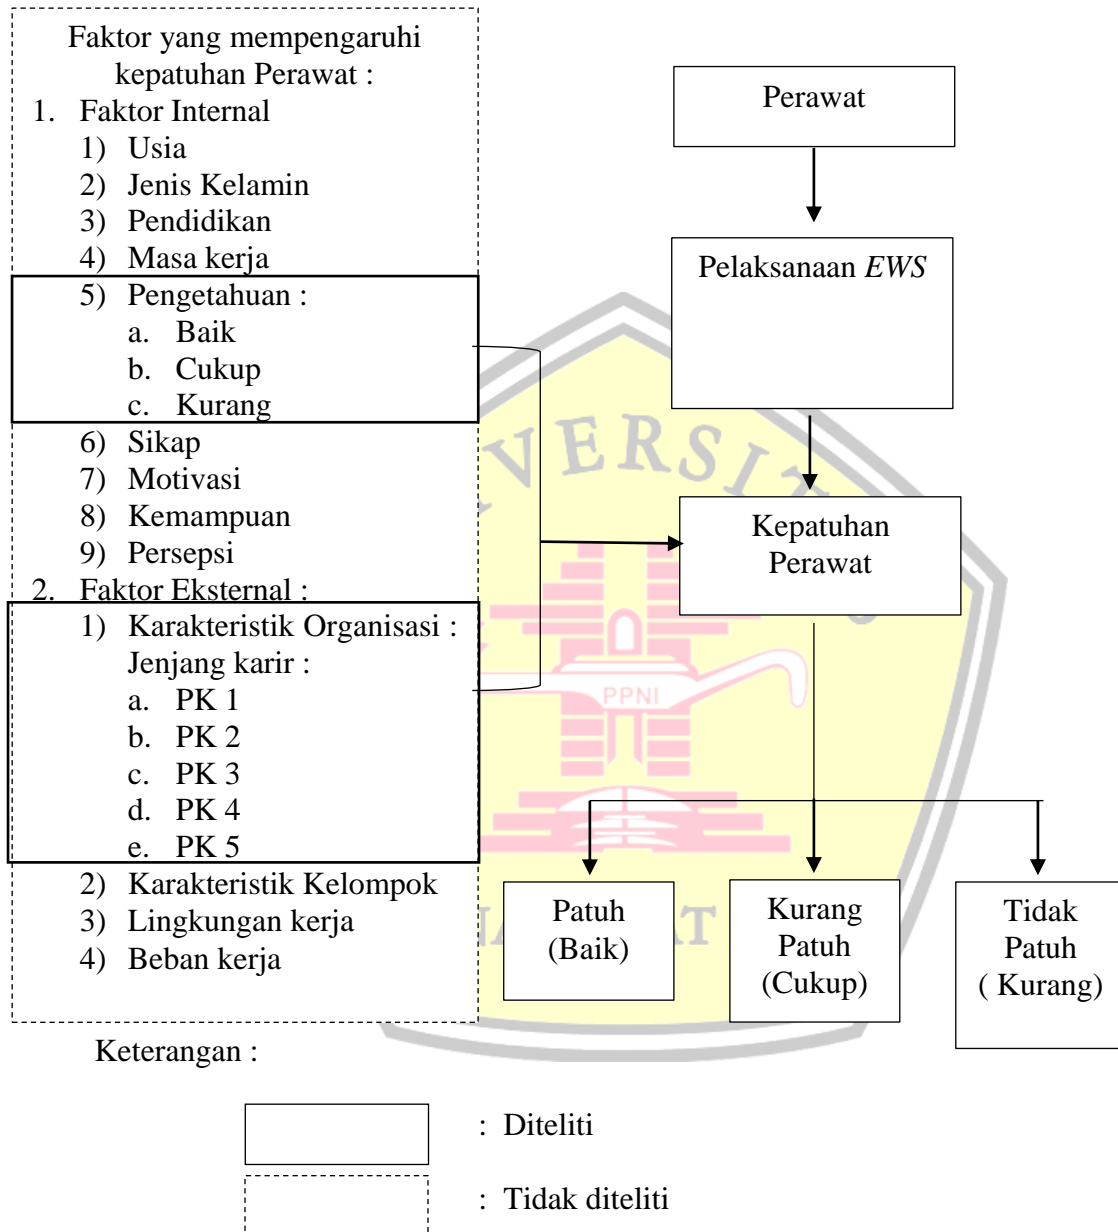 Faktor yang mempengaruhi
kepatuhan Perawat :
1. Faktor Internal
1) Usia
2) Jenis Kelamin
3) Pendidikan
4) Masa kerja
5) Pengetahuan :
a. Baik
b. Cukup
c. Kurang
6) Sikap
7) Motivasi
8) Kemampuan
9) Persepsi
2. Faktor Eksternal :
1) Karakteristik Organisasi :
Jenjang karir :
a. PK 1
b. PK 2
c. PK 3
d. PK 4
e. PK 5
2) Karakteristik Kelompok
3) Lingkungan kerja
4) Beban kerja
Perawat
Pelaksanaan EWS
Kepatuhan
Perawat
PPNI
Patuh
(Baik)
Kurang
Patuh
(Cukup)
Tidak
Patuh
( Kurang)
Keterangan :
: Diteliti
: Tidak diteliti